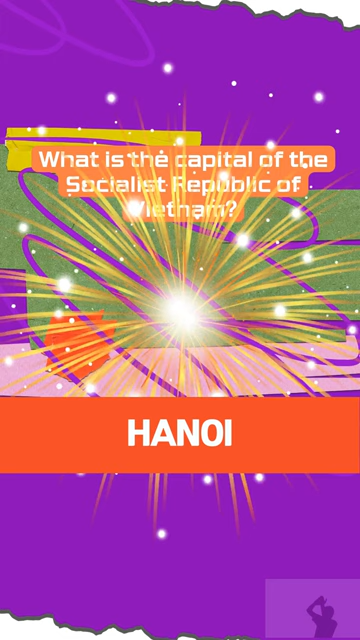 What is the capital of the
Socialist Republic of
Vietnam?
HANOI